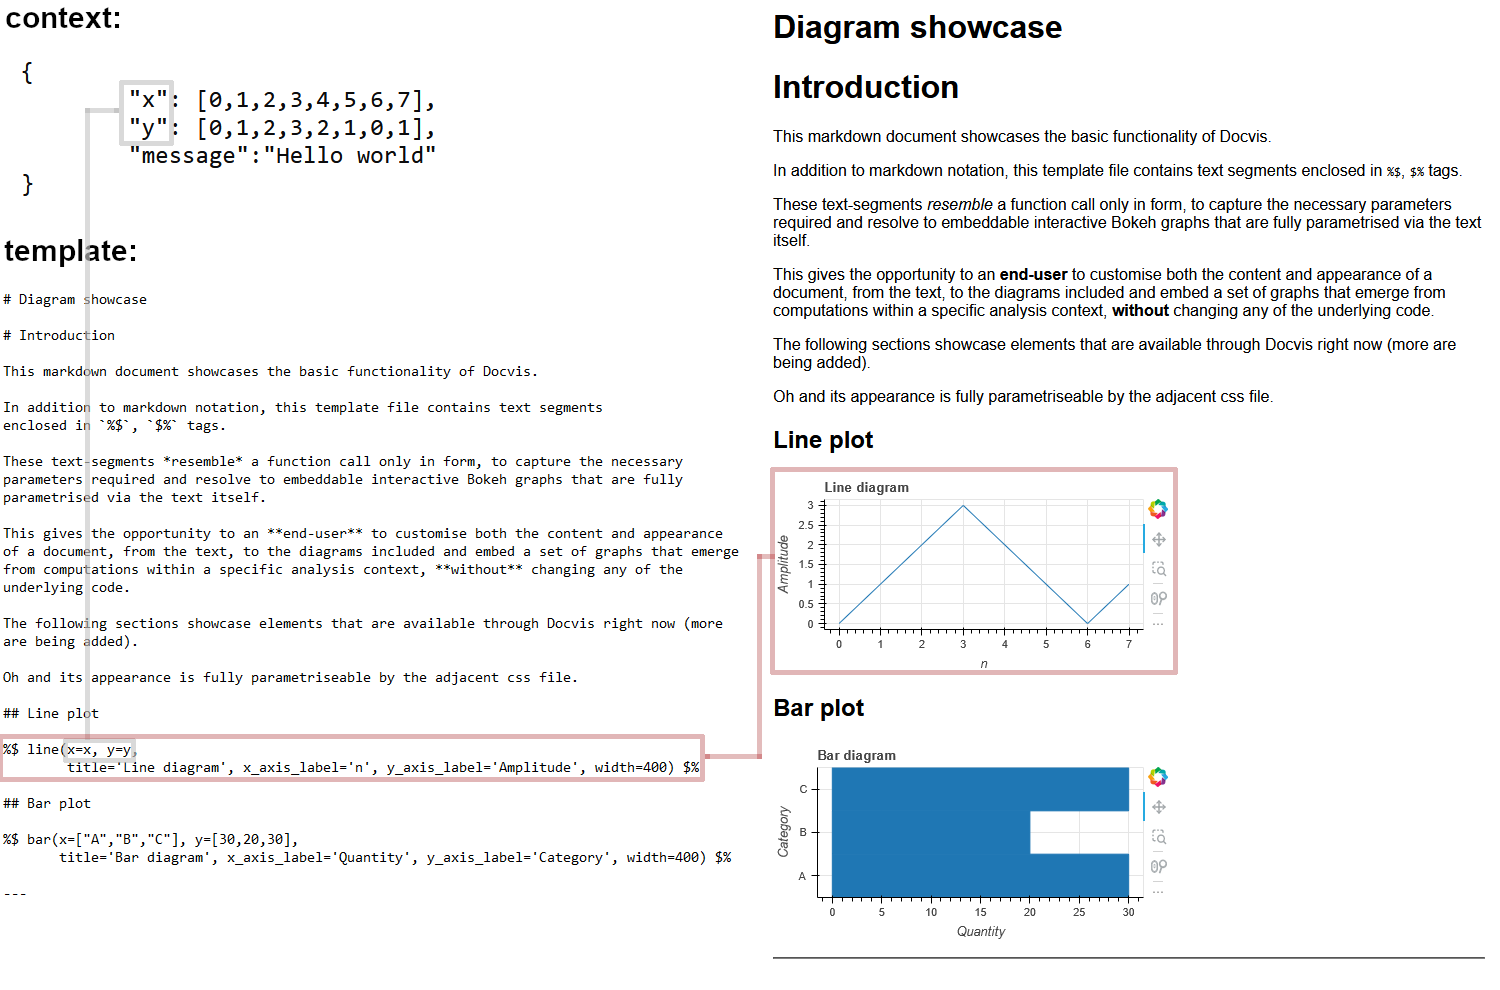 context:
{
"x": [0,1,2,3,4,5,6,7],
"y": [0,1,2,3,2,1,0,1],
"message":"Hello world"
}
template:
# Diagram showcase
# Introduction
This markdown document showcases the basic functionality of Docvis.
In addition to markdown notation, this template file contains text segments
enclosed in `%$`, `$%` tags.
These text-segments *resemble* a function call only in form, to capture the necessary
parameters required and resolve to embeddable interactive Bokeh graphs that are fully
parametrised via the text itself.
This gives the opportunity to an **end-user** to customise both the content and appearance
of a document, from the text, to the diagrams included and embed a set of graphs that emerge
from computations within a specific analysis context, **without** changing any of the
underlying code.
The following sections showcase elements that are available through Docvis right now (more
are being added).
Oh and its appearance is fully parametriseable by the adjacent css file.
## Line plot
%$ line(x=x, y=y,
title='Line diagram', x_axis_label='n', y_axis_label='Amplitude', width=400) $%
## Bar plot
%$ bar(x=["A","B","C"], y=[30,20,30],
title='Bar diagram', x_axis_label='Quantity', y_axis_label='Category', width=400) $%
---
Diagram showcase
Introduction
This markdown document showcases the basic functionality of Docvis.
In addition to markdown notation, this template file contains text segments enclosed in %$, $% tags.
These text-segments resemble a function call only in form, to capture the necessary parameters
required and resolve to embeddable interactive Bokeh graphs that are fully parametrised via the text
itself.
This gives the opportunity to an end-user to customise both the content and appearance of a
document, from the text, to the diagrams included and embed a set of graphs that emerge from
computations within a specific analysis context, without changing any of the underlying code.
The following sections showcase elements that are available through Docvis right now (more are
being added).
Oh and its appearance is fully parametriseable by the adjacent css file.
Line plot
Line diagram
3
2.5
2
1.5
1
0.5
0
Amplitude
0 1 2 3 4 5 6 7
n
Bar plot
Bar diagram
C
B
A
Category
0 5 10 15 20 25 30
Quantity